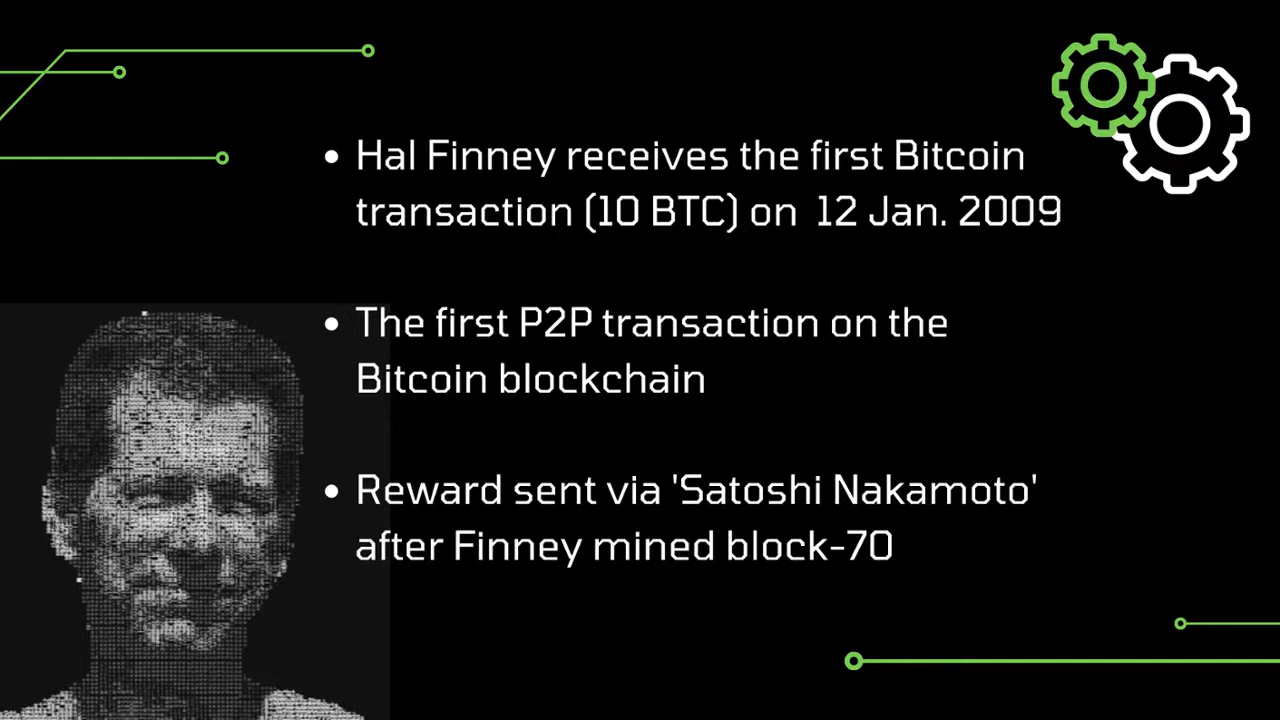 • Hal Finney receives the first Bitcoin
transaction (10 BTC) on 12 Jan. 2009
• The first P2P transaction on the
Bitcoin blockchain
• Reward sent via 'Satoshi Nakamoto'
after Finney mined block-70